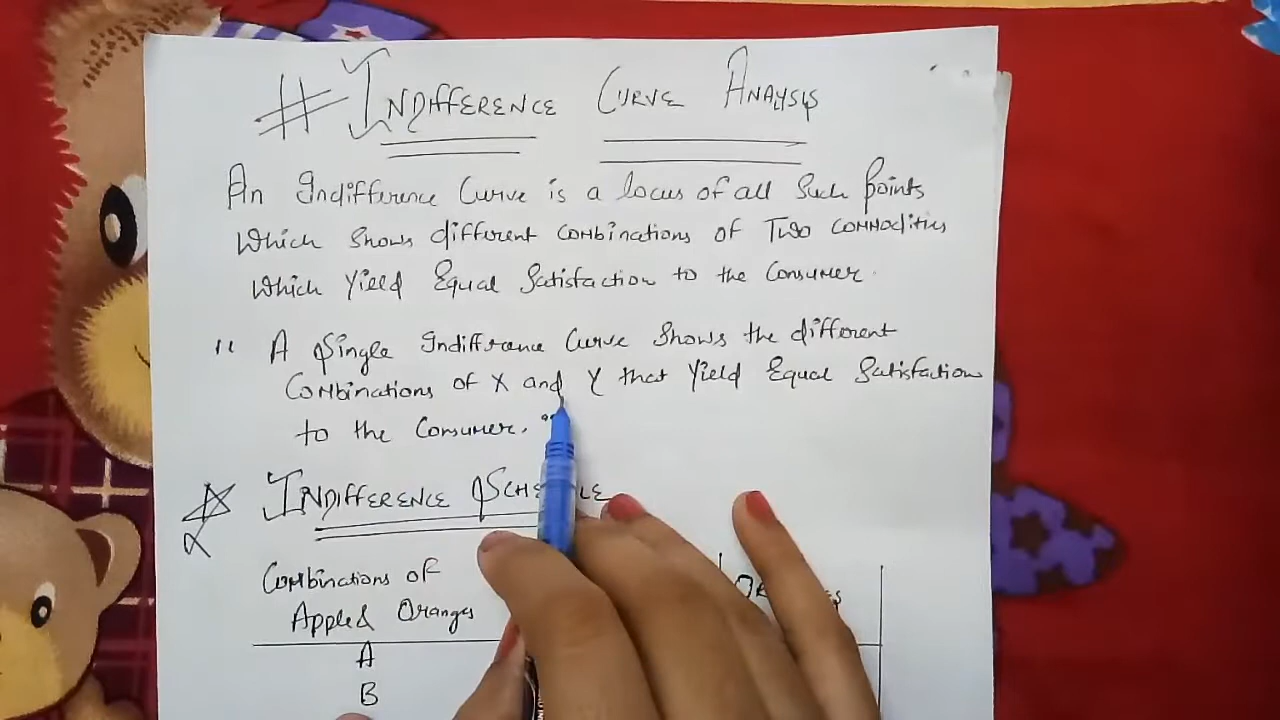 # INDIFFERENCE CURVE ANALYSIS
An Indifference Curve is a locus of all Such Points
Which Shows different Combinations of Two Commodities
Which Yield Equal Satisfaction to the Consumer.
" A Single Indiffrance Curve Shows the different
Combinations of X and Y that Yield Equal Satisfaction
to the Consumer. "
INDIFFERENCE
Combinations of
Apple & Oranges
A
B